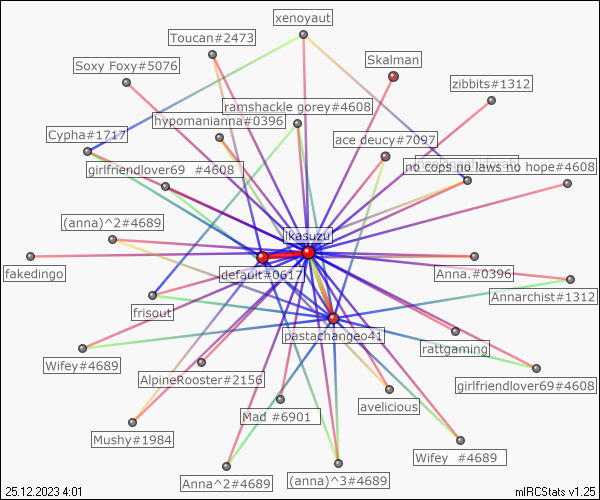 xenoyaut
Toucan#2473
Skalman
Soxy Foxy#5076
zibbits#1312
ramshackle gorey#4608
hypomanianna#0396
Cypha#1717
ace deucy#7097
no cops no laws no hope#4608
girlfriendlover69 #4608
(anna)^2#4689
ikasuzu
fakedingo
default#0617
Anna.#0396
Annarchist#1312
frisout
pastachange041
rattgaming
Wifey#4689
AlpineRooster#2156
girlfriendlover69#4608
avelicious
Mad #6901
Mushy#1984
Wifey #4689
Anna^2#4689
(anna)^3#4689
25.12.2023 4:01
mIRCStats v1.25